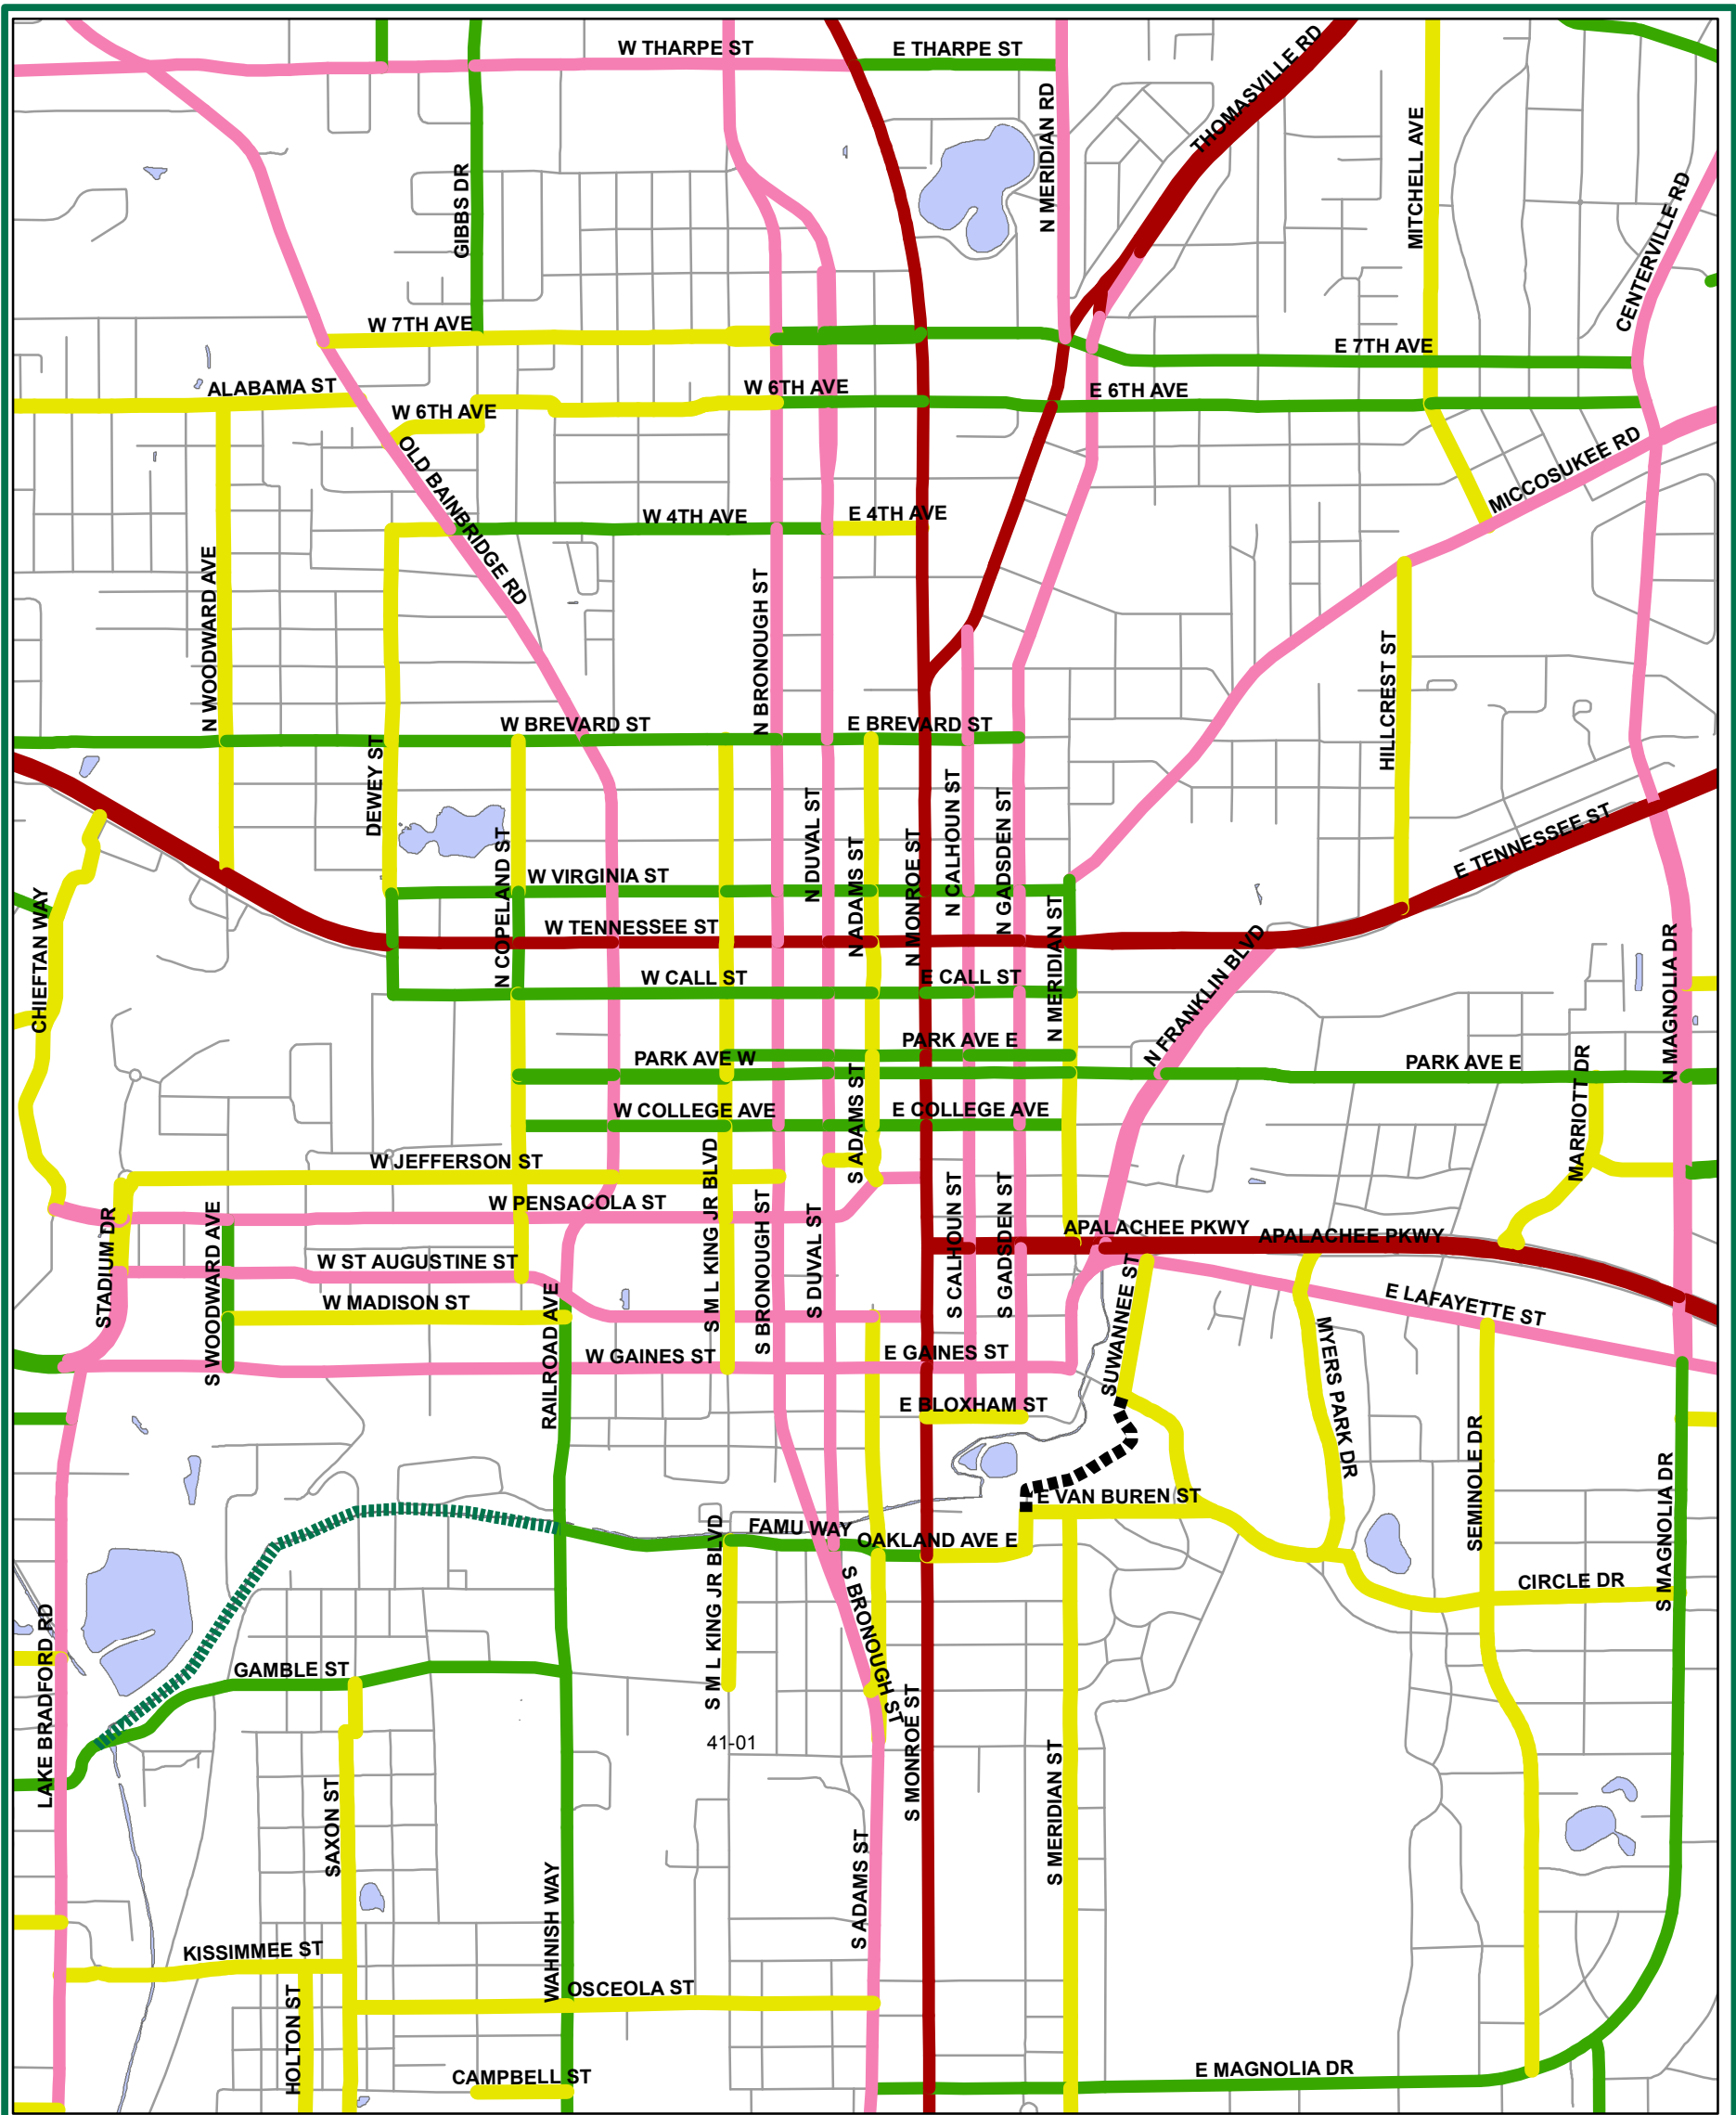 W THARPE ST
E THARPE ST
THOMASVILLE RD
N MERIDIAN RD
MITCHELL AVE
GIBBS DR
CENTERVILLE RD
W 7TH AVE
E 7TH AVE
ALABAMA ST
W 6TH AVE
E 6TH AVE
W 6TH AVE
OLD BAINBRIDGE RD
MICCOSUKEE RD
W 4TH AVE
E 4TH AVE
N WOODWARD AVE
N BRONOUGH ST
HILLCREST ST
W BREVARD ST
E BREVARD ST
DEWEY ST
N COPELAND ST
N DUVAL ST
N ADAMS ST
N MONROE ST
N CALHOUN ST
N GADSDEN ST
E TENNESSEE ST
W VIRGINIA ST
CHIEFTAN WAY
W TENNESSEE ST
N MERIDIAN ST
N FRANKLIN BLVD
N MAGNOLIA DR
W CALL ST
E CALL ST
PARK AVE E
PARK AVE W
PARK AVE E
MARRIOTT DR
S ADAMS ST
W COLLEGE AVE
E COLLEGE AVE
W JEFFERSON ST
S M L KING JR BLVD
W PENSACOLA ST
S BRONOUGH ST
S DUVAL ST
S CALHOUN ST
S GADSDEN ST
APALACHEE PKWY
APALACHEE PKWY
STADIUM DR
S WOODWARD AVE
W ST AUGUSTINE ST
SUWANNEE ST
E LAFAYETTE ST
W MADISON ST
RAILROAD AVE
MYERS PARK DR
W GAINES ST
E GAINES ST
E BLOXHAM ST
SEMINOLE DR
S MAGNOLIA DR
E VAN BUREN ST
FAMU WAY
OAKLAND AVE E
S M L KING JR BLVD
S BRONOUGH ST
CIRCLE DR
LAKE BRADFORD RD
GAMBLE ST
41-01
S MONROE ST
S MERIDIAN ST
SAXON ST
S ADAMS ST
WAHNISH WAY
KISSIMMEE ST
HOLTON ST
OSCEOLA ST
CAMPBELL ST
E MAGNOLIA DR